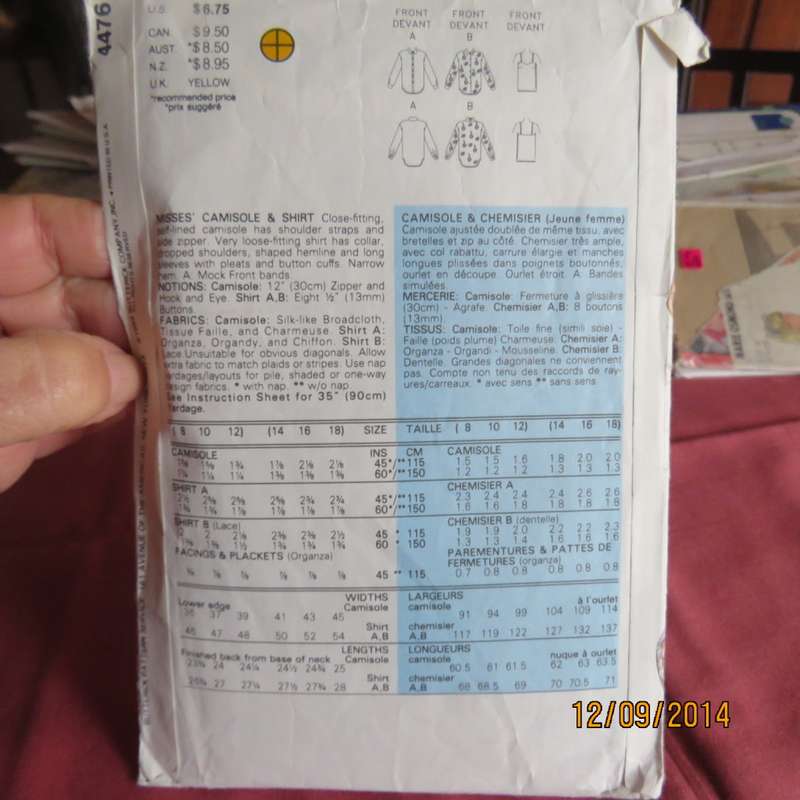 4476
U.S. $6.75
CAN. $9.50
AUST. *$8.50
N.Z. *$8.95
U.K. YELLOW
*recommended price
*prix suggéré
FRONT DEVANT A
FRONT DEVANT B
FRONT DEVANT
A B
MISSES' CAMISOLE & SHIRT Close-fitting,
self-lined camisole has shoulder straps and
side zipper. Very loose-fitting shirt has collar,
dropped shoulders, shaped hemline and long
sleeves with pleats and button cuffs. Narrow
hem. A. Mock Front bands.
NOTIONS: Camisole: 12" (30cm) Zipper and
Hook and Eye. Shirt A,B: Eight ½" (13mm)
Buttons.
FABRICS: Camisole: Silk-like Broadcloth,
Tissue Faille, and Charmeuse. Shirt A:
Organza, Organdy, and Chiffon. Shirt B:
Lace.Unsuitable for obvious diagonals. Allow
extra fabric to match plaids or stripes. Use nap
yardages/layouts for pile, shaded or one-way
design fabrics. * with nap. ** w/o nap
See Instruction Sheet for 35" (90cm)
Yardage.
CAMISOLE & CHEMISIER (Jeune femme)
Camisole ajustée doublée de même tissu, avec
bretelles et zip au côté. Chemisier très ample,
avec col rabattu, carrure élargie et manches
longues plissées dans poignets boutonnés,
ourlet en découpe. Ourlet étroit. A. Bandes
simulées.
MERCERIE: Camisole: Fermeture à glissière
(30cm) - Agrafe. Chemisier A,B: 8 boutons
(13mm).
TISSUS: Camisole: Toile fine (simili soie) -
Faille (poids plume) Charmeuse. Chemisier A:
Organza - Organdi - Mousseline. Chemisier B:
Dentelle. Grandes diagonales ne conviennent
pas. Compte non tenu des raccords de ray-
ures/carreaux. * avec sens ** sans sens
(8 10 12) (14 16 18) SIZE TAILLE (8 10 12) (14 16 18)
CAMISOLE INS CM CAMISOLE
45*/**115 1.5 1.5 1.6 1.8 2.0 2.0
60*/**150 1.2 1.2 1.2 1.3 1.3 1.3
SHIRT A CHEMISIER A
45*/**115 2.3 2.4 2.4 2.4 2.6 2.6
60*/**150 1.6 1.6 1.8 1.8 1.8 1.8
SHIRT B (Lace) CHEMISIER B (dentelle)
45 * 115 1.9 1.9 2.0 2.2 2.2 2.3
60 * 150 1.3 1.3 1.4 1.6 1.6 1.6
FACINGS & PLACKETS (Organza) PAREMENTURES & PATTES DE
FERMETURES (organza)
45 ** 115 0.7 0.8 0.8 0.8 0.8 0.8
WIDTHS LARGEURS
Lower edge Camisole camisole à l'ourlet
36 37 39 41 43 45 91 94 99 104 109 114
Shirt chemisier
46 47 48 50 52 54 A,B A,B 117 119 122 127 132 137
LENGTHS LONGUEURS
Finished back from base of neck Camisole camisole nuque à ourlet
23¾ 24 24¼ 24½ 24¾ 25 60.5 61 61.5 62 63 63.5
Shirt chemisier
26¾ 27 27¼ 27½ 27¾ 28 A,B A,B 68 68.5 69 70 70.5 71
12/09/2014